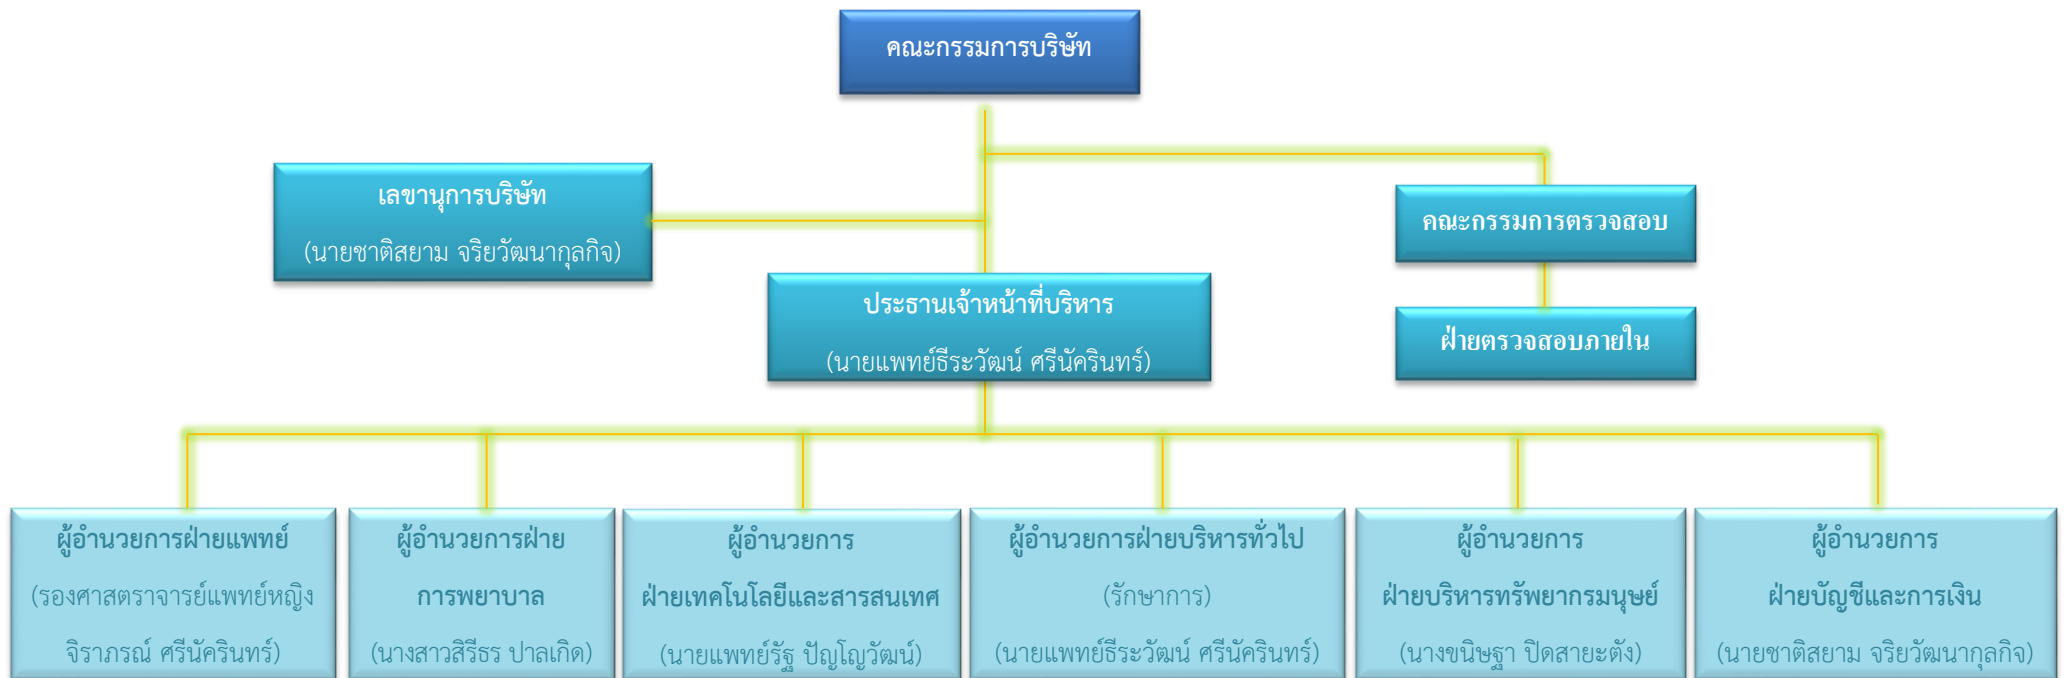 คณะกรรมการบริษัท
เลขานุการบริษัท
(นายชาติสยาม จริยวัฒนากุลกิจ)
คณะกรรมการตรวจสอบ
ประธานเจ้าหน้าที่บริหาร
(นายแพทย์ธีระวัฒน์ ศรีนัครินทร์)
ฝ่ายตรวจสอบภายใน
ผู้อำนวยการฝ่ายแพทย์
(รองศาสตราจารย์แพทย์หญิง
จิราภรณ์ ศรีนัครินทร์)
ผู้อำนวยการฝ่าย
การพยาบาล
(นางสาวสิรีธร ปาลเกิด)
ผู้อำนวยการ
ฝ่ายเทคโนโลยีและสารสนเทศ
(นายแพทย์รัฐ ปัญโญวัฒน์)
ผู้อำนวยการฝ่ายบริหารทั่วไป
(รักษาการ)
(นายแพทย์ธีระวัฒน์ ศรีนัครินทร์)
ผู้อำนวยการ
ฝ่ายบริหารทรัพยากรมนุษย์
(นางขนิษฐา ปิดสายะตัง)
ผู้อำนวยการ
ฝ่ายบัญชีและการเงิน
(นายชาติสยาม จริยวัฒนากุลกิจ)